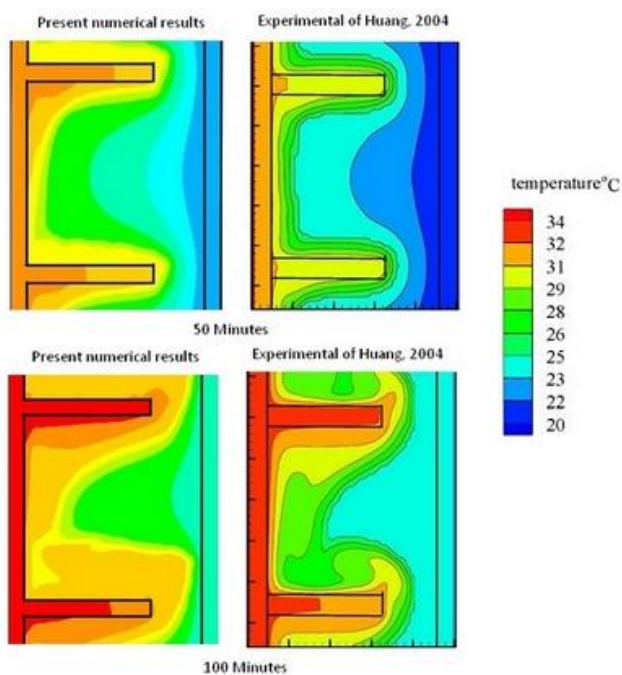 Present numerical results
Experimental of Huang, 2004
50 Minutes
Present numerical results
Experimental of Huang, 2004
100 Minutes
temperature°C
34
32
31
29
28
26
25
23
22
20